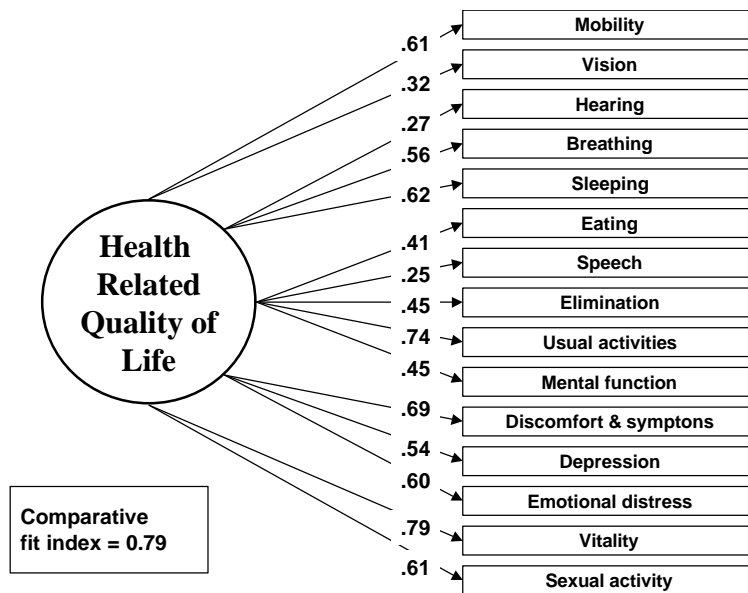 .61
Mobility
.32
Vision
.27
Hearing
.56
Breathing
.62
Sleeping
.41
Eating
.25
Speech
.45
Elimination
.74
Usual activities
.45
Mental function
.69
Discomfort & symptons
.54
Depression
.60
Emotional distress
.79
Vitality
.61
Sexual activity
Health
Related
Quality of
Life
Comparative
fit index = 0.79